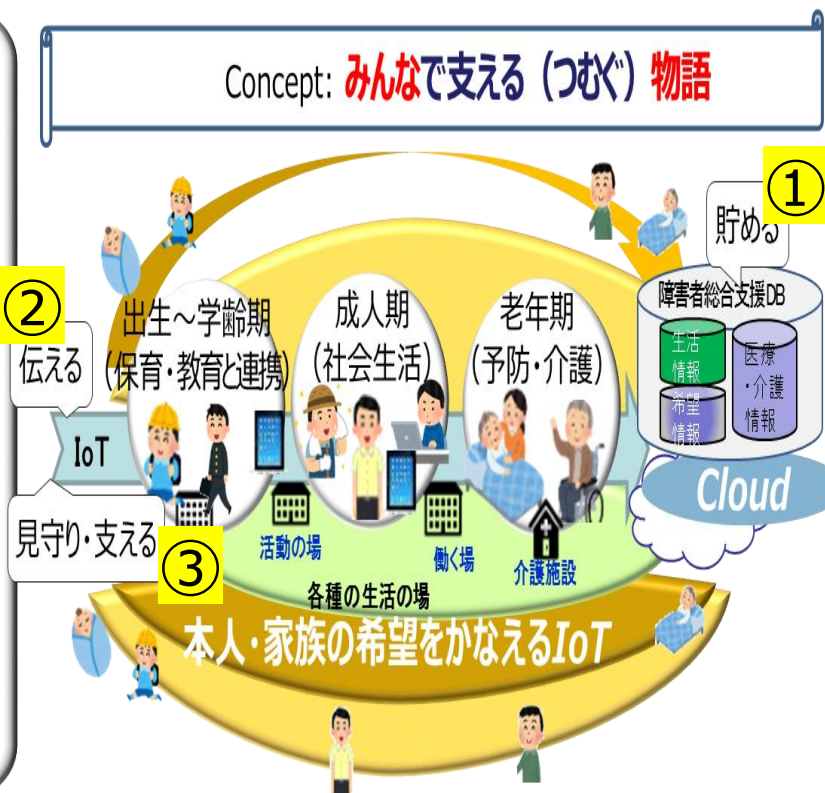 Concept: みんなで支える（つむぐ）物語
①
貯める
障害者総合支援DB
生活
情報
希望
情報
医療
・介護
情報
Cloud
②
伝える
出生～学齢期
（保育・教育と連携）
成人期
（社会生活）
老年期
（予防・介護）
IoT
見守り・支える
③
活動の場
働く場
介護施設
各種の生活の場
本人・家族の希望をかなえるIoT